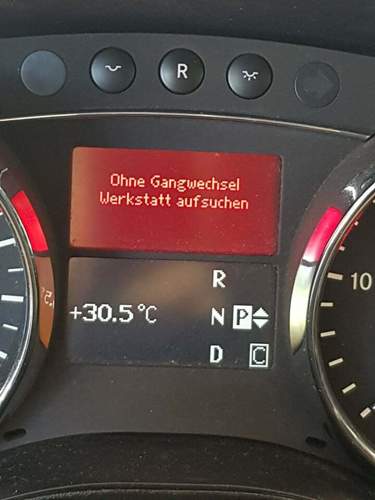 R
Ohne Gangwechsel
Werkstatt aufsuchen
R
+30.5°C N P
D C
10